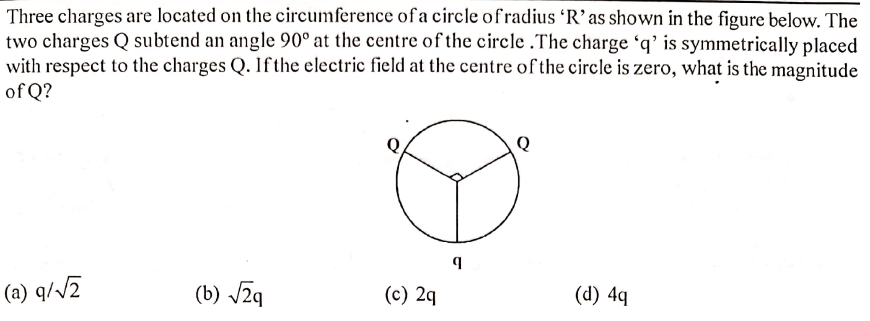 Three charges are located on the circumference of a circle of radius ‘R’ as shown in the figure below. The
two charges Q subtend an angle 90° at the centre of the circle .The charge ‘q’ is symmetrically placed
with respect to the charges Q. If the electric field at the centre of the circle is zero, what is the magnitude
of Q?
Q Q
q
(a) q/√2 (b) √2q (c) 2q (d) 4q